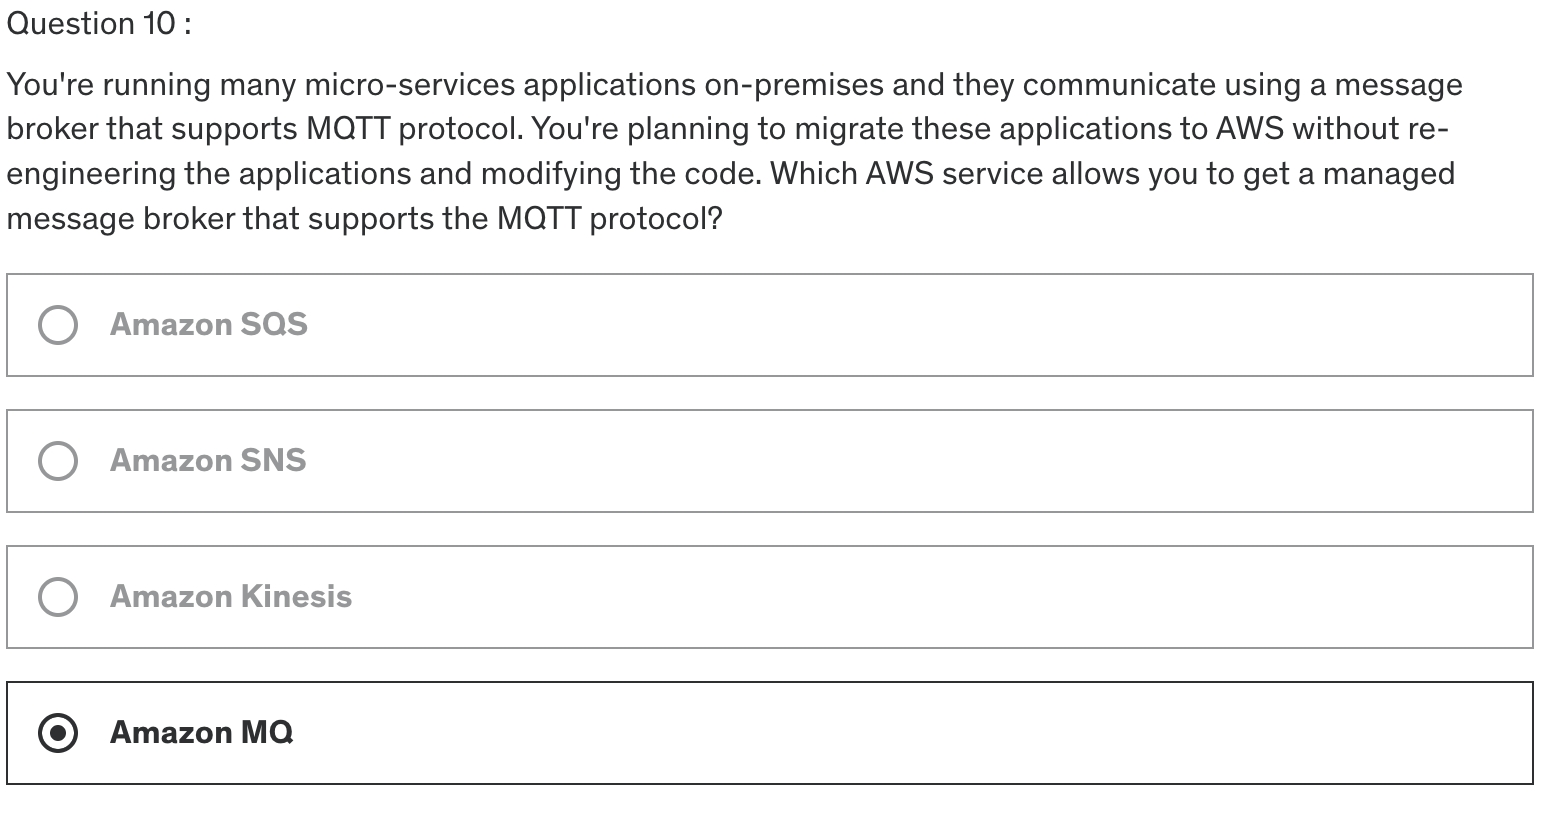 Question 10 :
You're running many micro-services applications on-premises and they communicate using a message
broker that supports MQTT protocol. You're planning to migrate these applications to AWS without re-
engineering the applications and modifying the code. Which AWS service allows you to get a managed
message broker that supports the MQTT protocol?
Amazon SQS
Amazon SNS
Amazon Kinesis
Amazon MQ